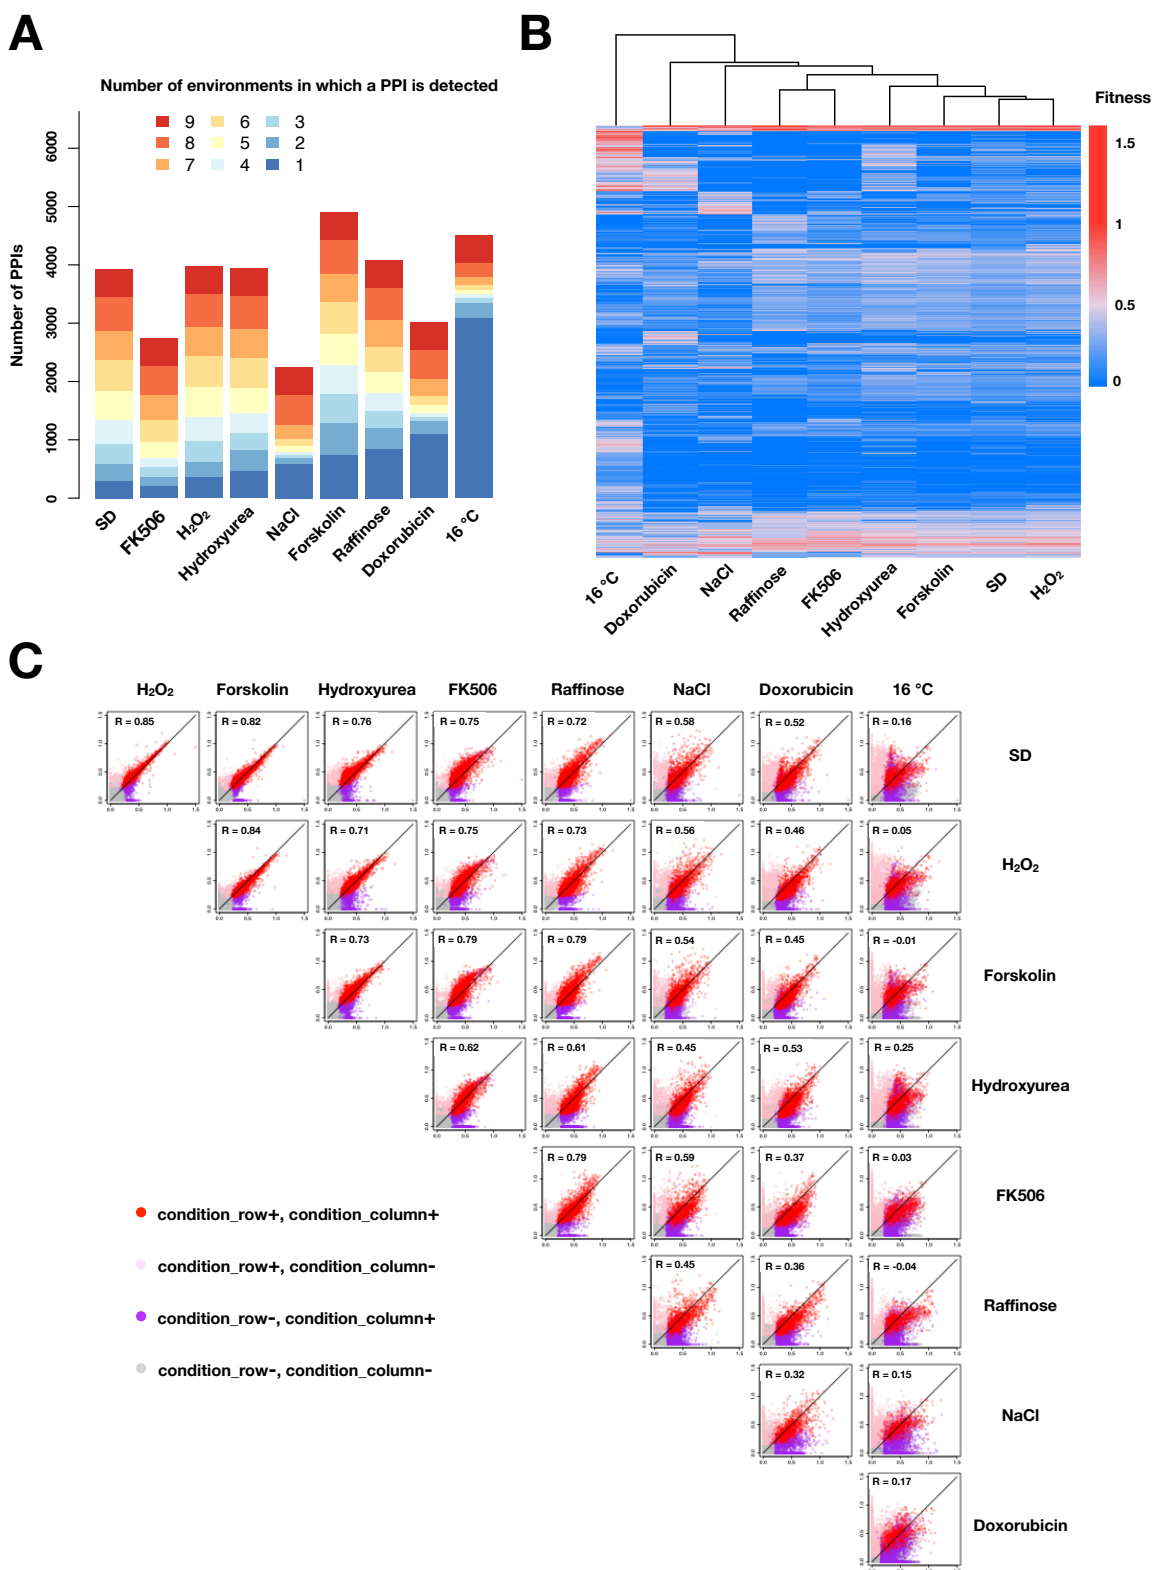 A
B
Number of environments in which a PPI is detected
9 6 3
8 5 2
7 4 1
Number of PPIs
6000
5000
4000
3000
2000
1000
0
SD
FK506
H₂O₂
Hydroxyurea
NaCl
Forskolin
Raffinose
Doxorubicin
16 °C
Fitness
1.5
1
0.5
0
16 °C
Doxorubicin
NaCl
Raffinose
FK506
Hydroxyurea
Forskolin
SD
H₂O₂
C
H₂O₂ Forskolin Hydroxyurea FK506 Raffinose NaCl Doxorubicin 16 °C
R = 0.85 R = 0.82 R = 0.76 R = 0.75 R = 0.72 R = 0.58 R = 0.52 R = 0.16
SD
R = 0.84 R = 0.71 R = 0.75 R = 0.73 R = 0.56 R = 0.46 R = 0.05
H₂O₂
R = 0.73 R = 0.79 R = 0.79 R = 0.54 R = 0.45 R = -0.01
Forskolin
R = 0.62 R = 0.61 R = 0.45 R = 0.53 R = 0.25
Hydroxyurea
R = 0.79 R = 0.59 R = 0.37 R = 0.03
FK506
R = 0.45 R = 0.36 R = -0.04
Raffinose
R = 0.32 R = 0.15
NaCl
R = 0.17
Doxorubicin
condition_row+, condition_column+
condition_row+, condition_column-
condition_row-, condition_column+
condition_row-, condition_column-